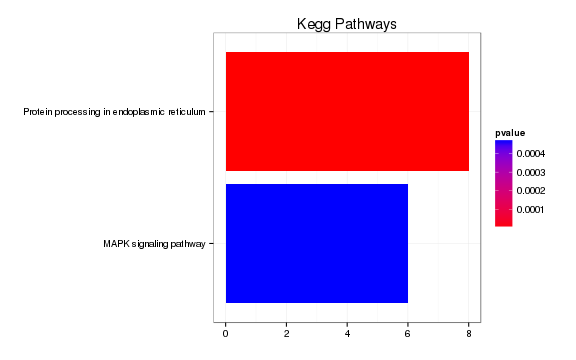 Kegg Pathways
Protein processing in endoplasmic reticulum
MAPK signaling pathway
0 2 4 6 8
pvalue
0.0004
0.0003
0.0002
0.0001